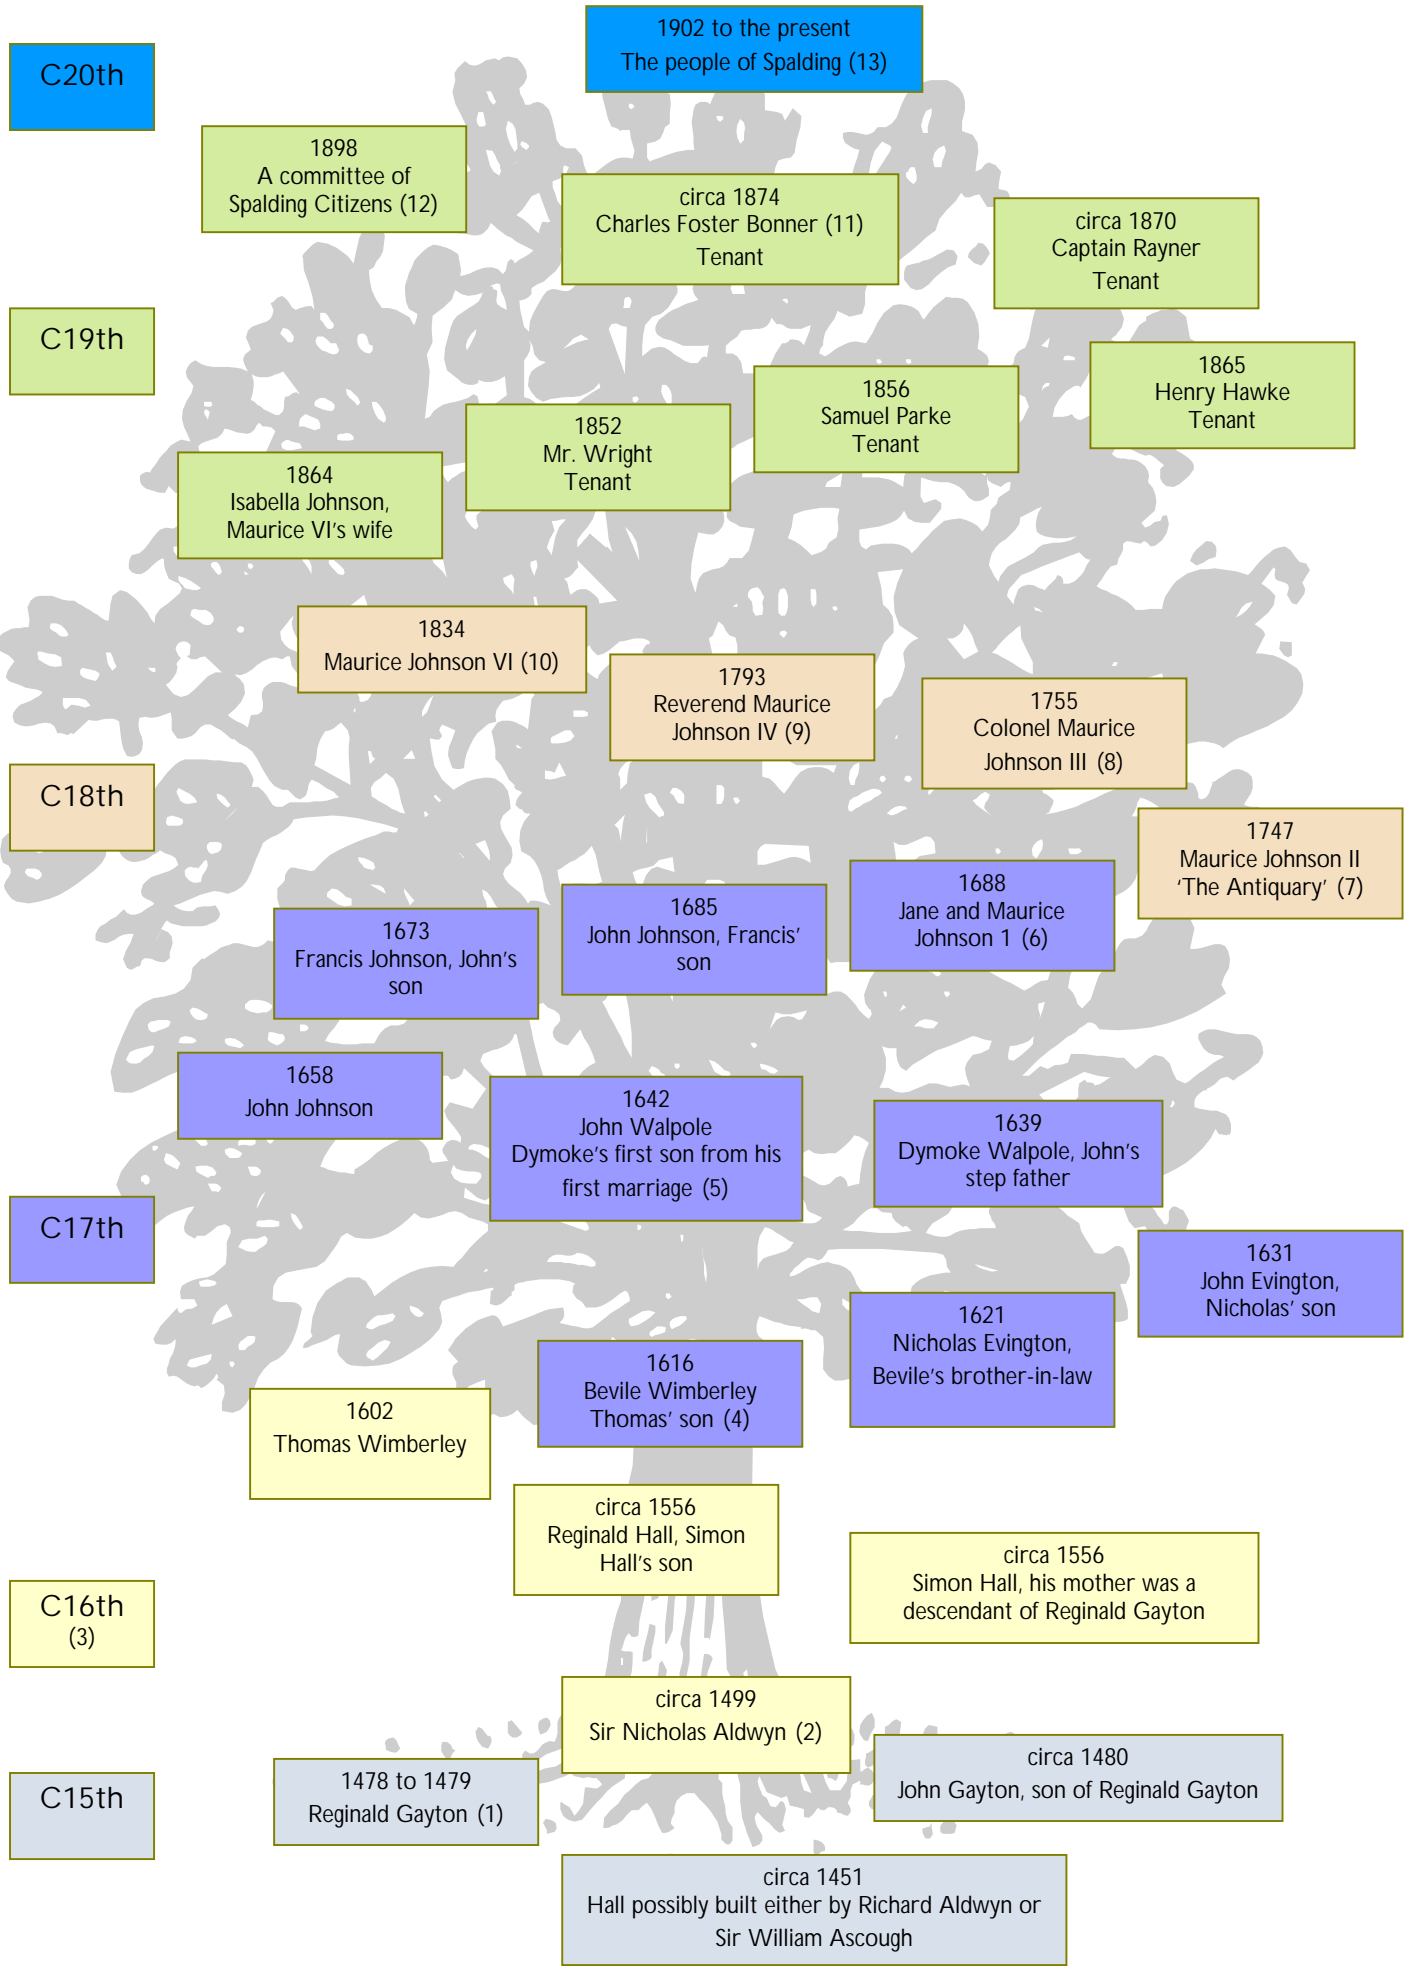 1902 to the present
The people of Spalding (13)
C20th
1898
A committee of
Spalding Citizens (12)
circa 1874
Charles Foster Bonner (11)
Tenant
circa 1870
Captain Rayner
Tenant
C19th
1865
Henry Hawke
Tenant
1856
Samuel Parke
Tenant
1852
Mr. Wright
Tenant
1864
Isabella Johnson,
Maurice VI's wife
1834
Maurice Johnson VI (10)
1793
Reverend Maurice
Johnson IV (9)
1755
Colonel Maurice
Johnson III (8)
C18th
1747
Maurice Johnson II
‘The Antiquary’ (7)
1688
Jane and Maurice
Johnson 1 (6)
1685
John Johnson, Francis’
son
1673
Francis Johnson, John's
son
1658
John Johnson
1642
John Walpole
Dymoke's first son from his
first marriage (5)
1639
Dymoke Walpole, John's
step father
C17th
1631
John Evington,
Nicholas’ son
1621
Nicholas Evington,
Bevile's brother-in-law
1616
Bevile Wimberley
Thomas’ son (4)
1602
Thomas Wimberley
circa 1556
Reginald Hall, Simon
Hall's son
circa 1556
Simon Hall, his mother was a
descendant of Reginald Gayton
C16th
(3)
circa 1499
Sir Nicholas Aldwyn (2)
circa 1480
John Gayton, son of Reginald Gayton
1478 to 1479
Reginald Gayton (1)
C15th
circa 1451
Hall possibly built either by Richard Aldwyn or
Sir William Ascough